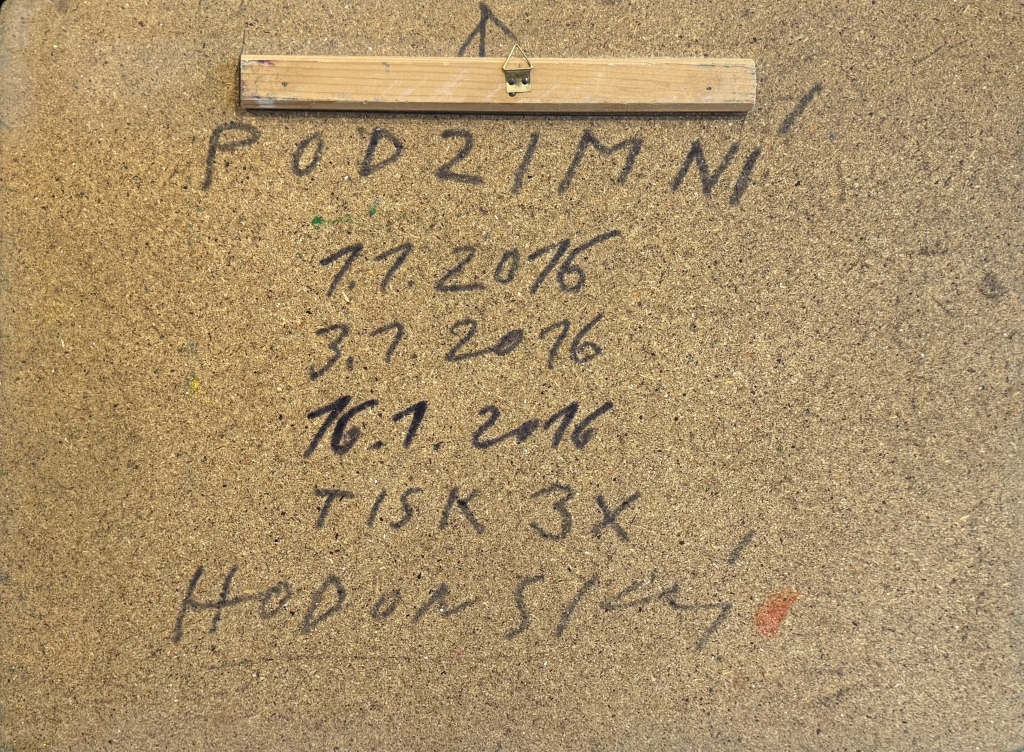 PODZIMNÍ
1.1.2016
3.1.2016
16.1.2016
TISK 3X
HODONSKÝ